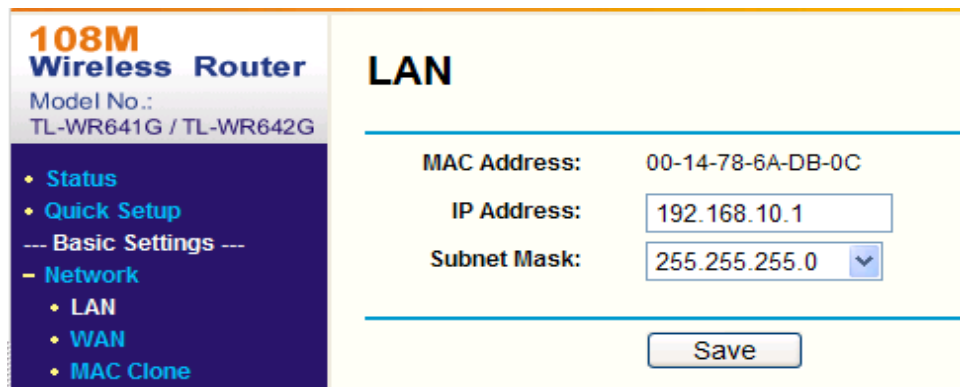 108M
Wireless Router
Model No.:
TL-WR641G / TL-WR642G
• Status
• Quick Setup
--- Basic Settings ---
– Network
• LAN
• WAN
• MAC Clone
LAN
MAC Address: 00-14-78-6A-DB-0C
IP Address: 192.168.10.1
Subnet Mask: 255.255.255.0
Save